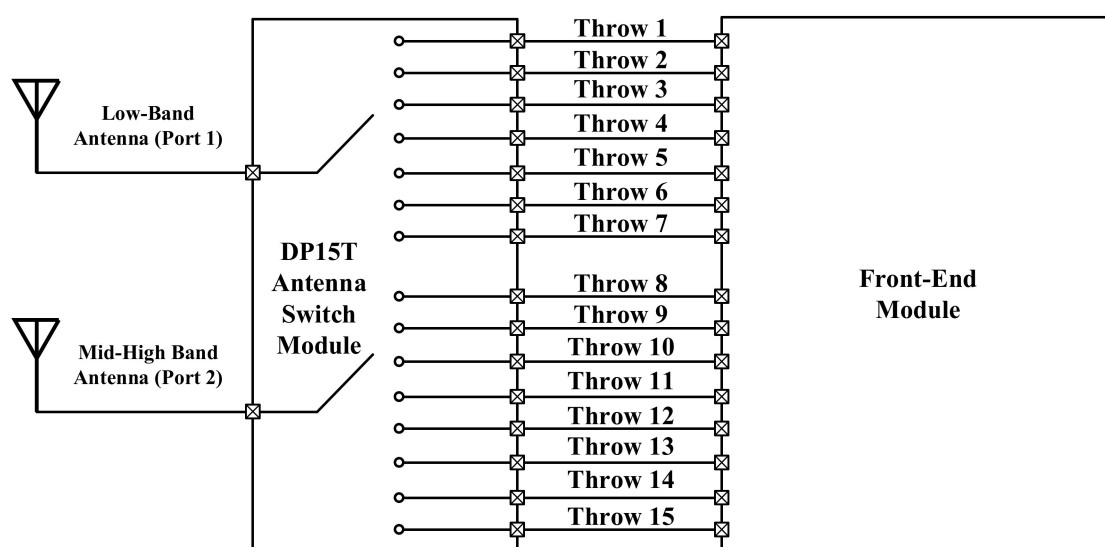 Throw 1
Throw 2
Throw 3
Throw 4
Throw 5
Throw 6
Throw 7
Low-Band
Antenna (Port 1)
DP15T
Antenna
Switch
Module
Mid-High Band
Antenna (Port 2)
Throw 8
Throw 9
Throw 10
Throw 11
Throw 12
Throw 13
Throw 14
Throw 15
Front-End
Module